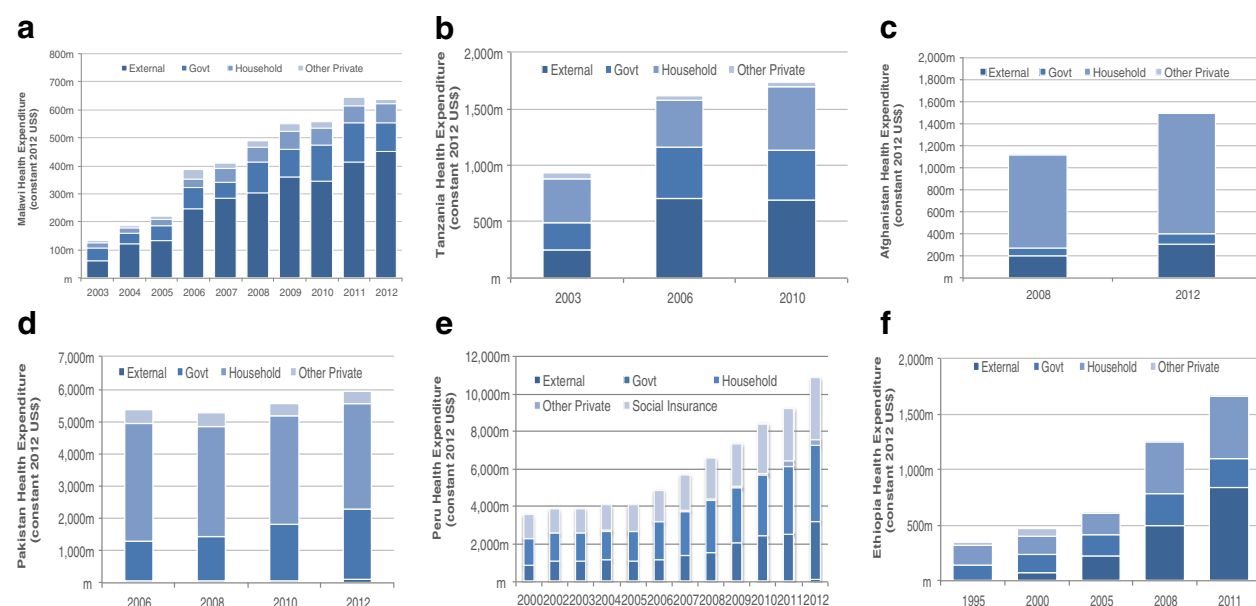 a
Malawi Health Expenditure
(constant 2012 US$)
800m
700m
600m
500m
400m
300m
200m
100m
m
External Govt Household Other Private
2003 2004 2005 2006 2007 2008 2009 2010 2011 2012
b
Tanzania Health Expenditure
(constant 2012 US$)
2,000m
1,500m
1,000m
500m
m
External Govt Household Other Private
2003 2006 2010
c
Afghanistan Health Expenditure
(constant 2012 US$)
2,000m
1,800m
1,600m
1,400m
1,200m
1,000m
800m
600m
400m
200m
m
External Govt Household Other Private
2008 2012
d
Pakistan Health Expenditure
(constant 2012 US$)
7,000m
6,000m
5,000m
4,000m
3,000m
2,000m
1,000m
m
External Govt Household Other Private
2006 2008 2010 2012
e
Peru Health Expenditure
(constant 2012 US$)
12,000m
10,000m
8,000m
6,000m
4,000m
2,000m
m
External Govt Household
Other Private Social Insurance
2000 2002 2003 2004 2005 2006 2007 2008 2009 2010 2011 2012
f
Ethiopia Health Expenditure
(constant 2012 US$)
2,000m
1,500m
1,000m
500m
m
External Govt Household Other Private
1995 2000 2005 2008 2011